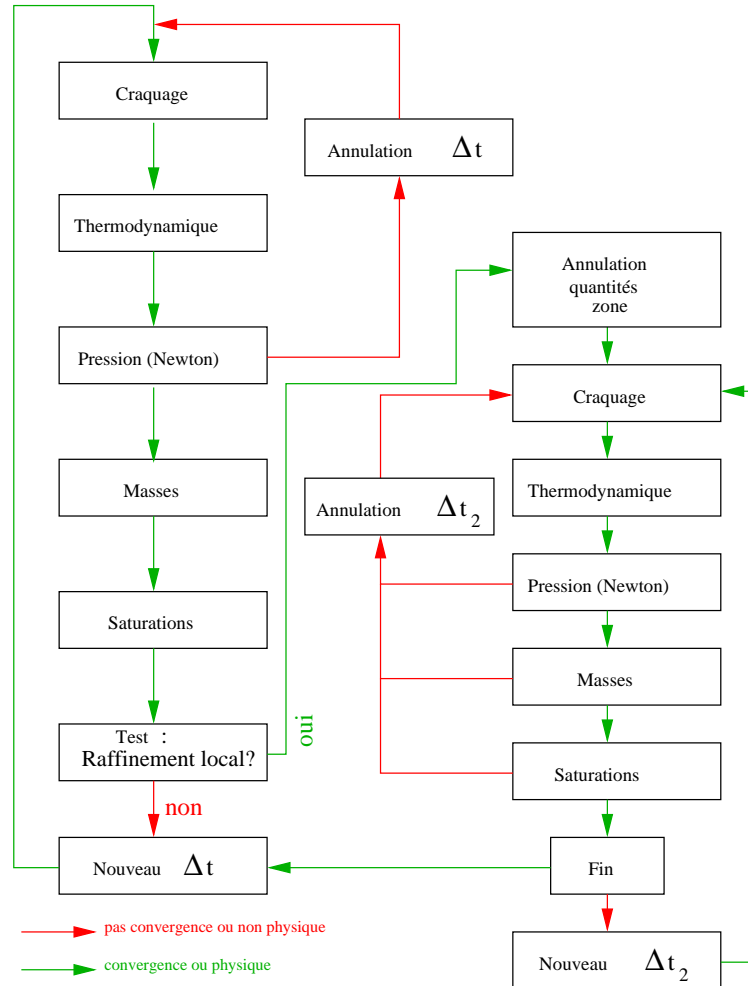 Craquage
Annulation Δt
Thermodynamique
Pression (Newton)
Masses
Saturations
Test :
Raffinement local?
oui
non
Nouveau Δt
Annulation
quantités
zone
Craquage
Annulation Δt2
Thermodynamique
Pression (Newton)
Masses
Saturations
Fin
Nouveau Δt2
pas convergence ou non physique
convergence ou physique